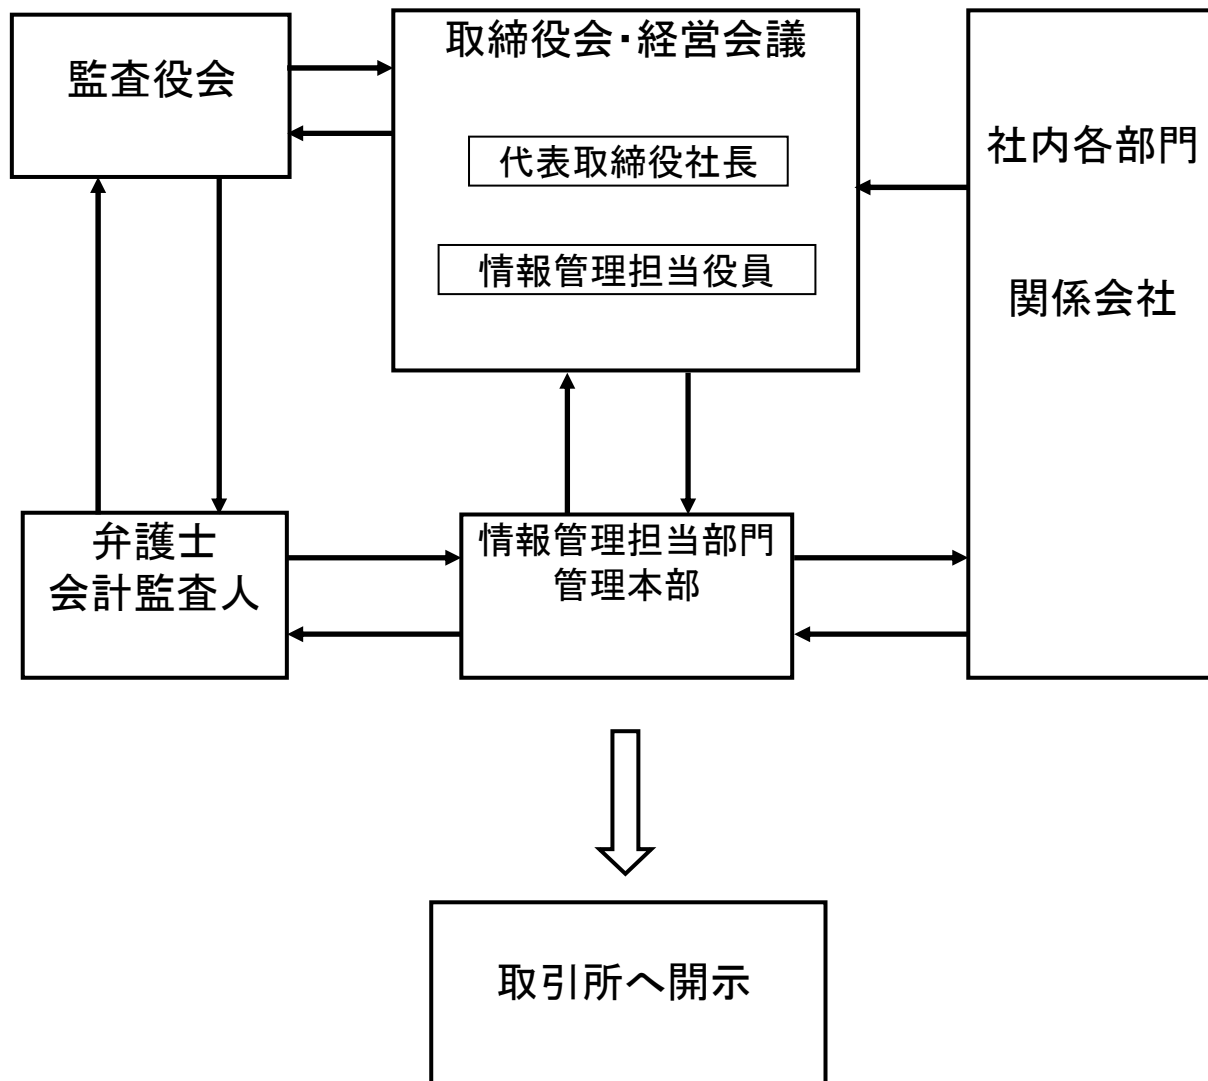 監査役会
取締役会・経営会議
代表取締役社長
情報管理担当役員
社内各部門
関係会社
弁護士
会計監査人
情報管理担当部門
管理本部
取引所へ開示